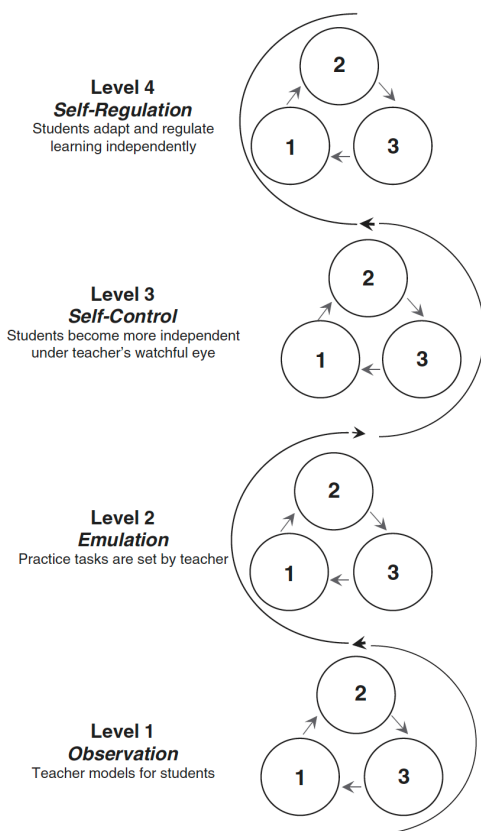 2
Level 4
Self-Regulation
Students adapt and regulate
learning independently
1
3
2
Level 3
Self-Control
Students become more independent
under teacher's watchful eye
1
3
2
Level 2
Emulation
Practice tasks are set by teacher
1
3
2
Level 1
Observation
Teacher models for students
1
3